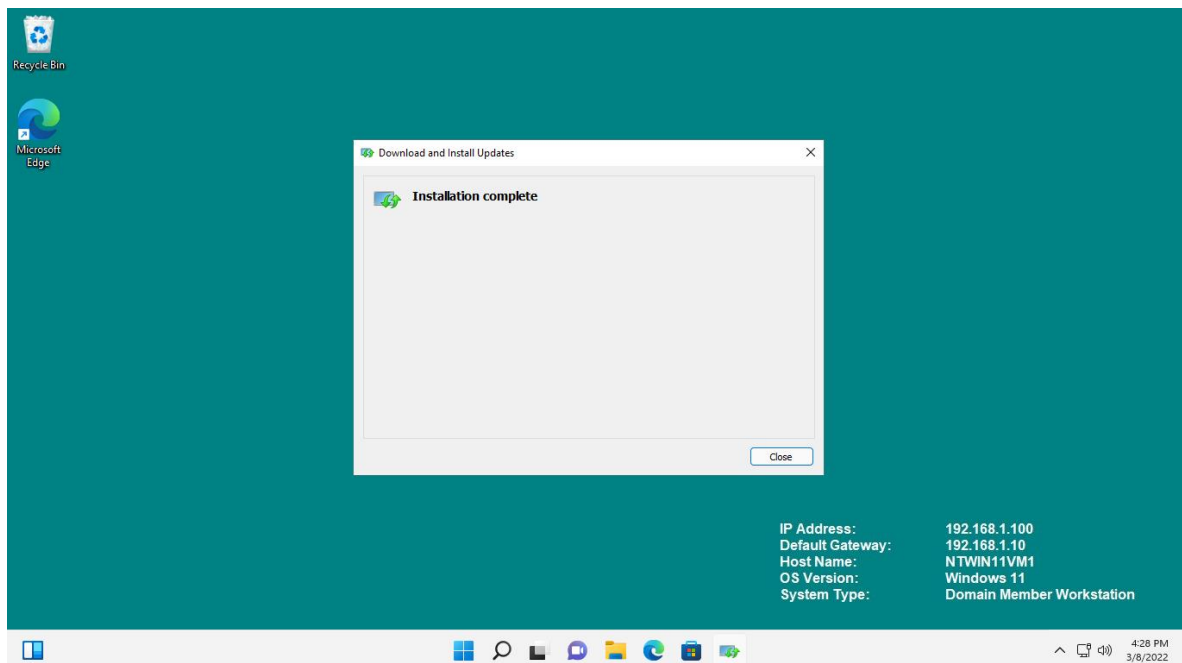 Recycle Bin
Microsoft
Edge
Download and Install Updates
Installation complete
Close
IP Address: 192.168.1.100
Default Gateway: 192.168.1.10
Host Name: NTWIN11VM1
OS Version: Windows 11
System Type: Domain Member Workstation
4:28 PM
3/8/2022